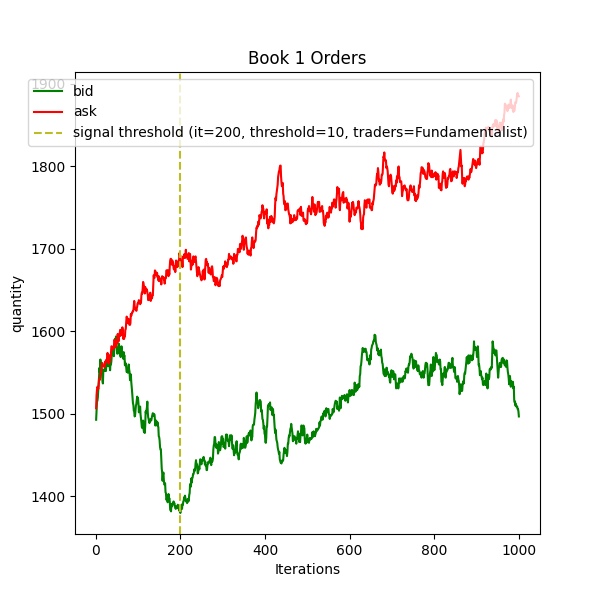 Book 1 Orders
1900
bid
ask
signal threshold (it=200, threshold=10, traders=Fundamentalist)
1800
1700
1600
1500
1400
quantity
0 200 400 600 800 1000
Iterations